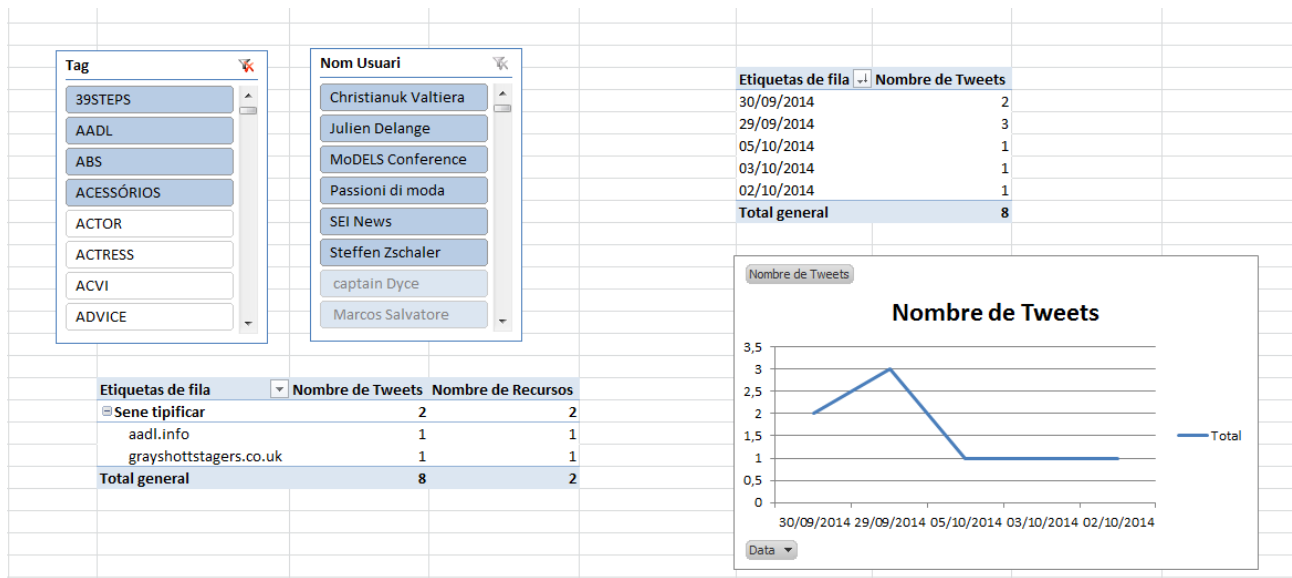 Tag
39STEPS
AADL
ABS
ACESSÓRIOS
ACTOR
ACTRESS
ACVI
ADVICE
Nom Usuari
Christianuk Valtiera
Julien Delange
MoDELS Conference
Passioni di moda
SEI News
Steffen Zschaler
captain Dyce
Marcos Salvatore
Etiquetas de fila Nombre de Tweets
30/09/2014 2
29/09/2014 3
05/10/2014 1
03/10/2014 1
02/10/2014 1
Total general 8
Etiquetas de fila Nombre de Tweets Nombre de Recursos
Sene tipificar 2 2
aadl.info 1 1
grayshottstagers.co.uk 1 1
Total general 8 2
Nombre de Tweets
Nombre de Tweets
3,5
3
2,5
2
1,5
1
0,5
0
Total
30/09/2014 29/09/2014 05/10/2014 03/10/2014 02/10/2014
Data